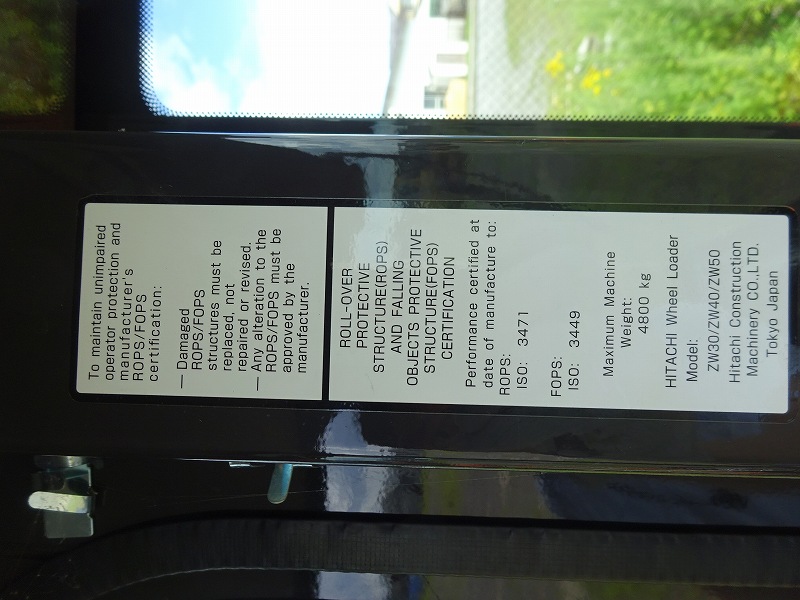 To maintain unimpaired
operator protection and
manufacturer's
ROPS/FOPS
certification:
— Damaged
ROPS/FOPS
structures must be
replaced, not
repaired or revised.
— Any alteration to the
ROPS/FOPS must be
approved by the
manufacturer.
ROLL-OVER
PROTECTIVE
STRUCTURE(ROPS)
AND FALLING
OBJECTS PROTECTIVE
STRUCTURE(FOPS)
CERTIFICATION
Performance certified at
date of manufacture to:
ROPS:
ISO: 3471
FOPS:
ISO: 3449
Maximum Machine
Weight:
4800 kg
HITACHI Wheel Loader
Model:
ZW30/ZW40/ZW50
Hitachi Construction
Machinery CO.,LTD.
Tokyo Japan